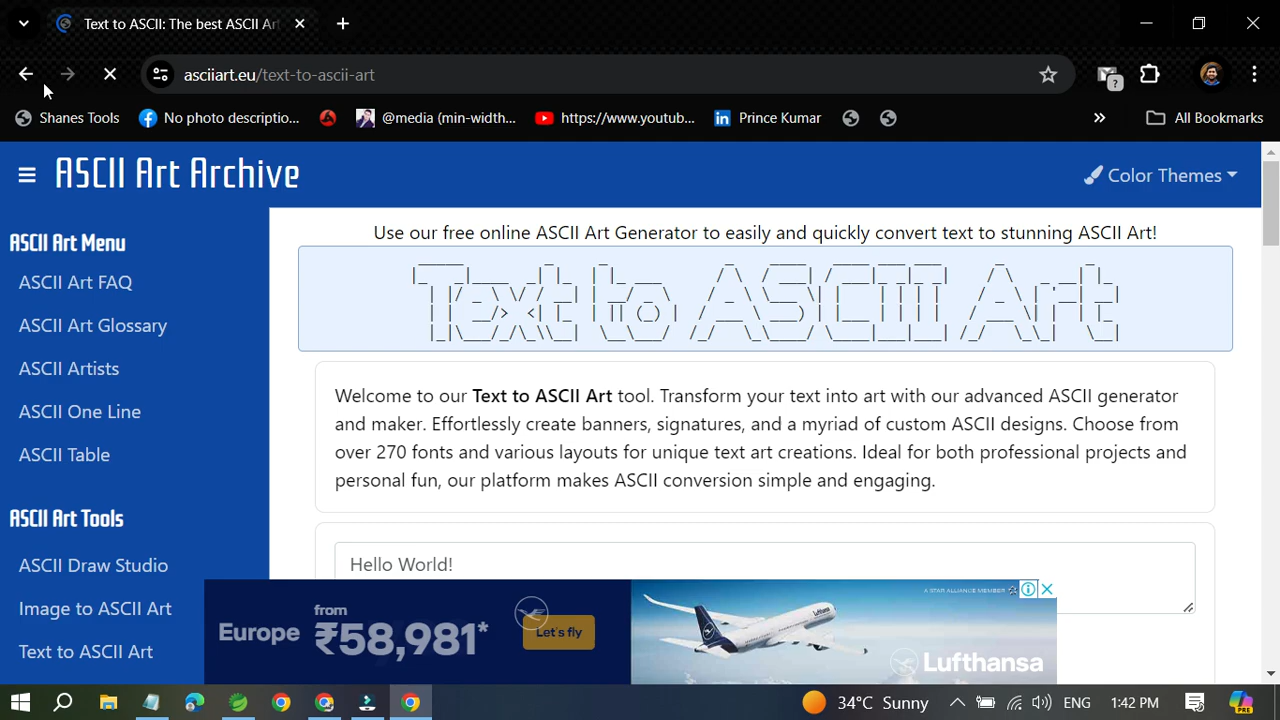 Text to ASCII: The best ASCII Ar
asciiart.eu/text-to-ascii-art
?
Shanes Tools
No photo descriptio...
@media (min-width...
https://www.youtub...
Prince Kumar
»
All Bookmarks
ASCII Art Archive
Color Themes
ASCII Art Menu
ASCII Art FAQ
ASCII Art Glossary
ASCII Artists
ASCII One Line
ASCII Table
ASCII Art Tools
ASCII Draw Studio
Image to ASCII Art
Text to ASCII Art
Use our free online ASCII Art Generator to easily and quickly convert text to stunning ASCII Art!
Text to ASCII Art
Welcome to our Text to ASCII Art tool. Transform your text into art with our advanced ASCII generator
and maker. Effortlessly create banners, signatures, and a myriad of custom ASCII designs. Choose from
over 270 fonts and various layouts for unique text art creations. Ideal for both professional projects and
personal fun, our platform makes ASCII conversion simple and engaging.
Hello World!
from
Europe ₹58,981*
Let's fly
A STAR ALLIANCE MEMBER
Lufthansa
34°C Sunny
ENG
1:42 PM
PRE